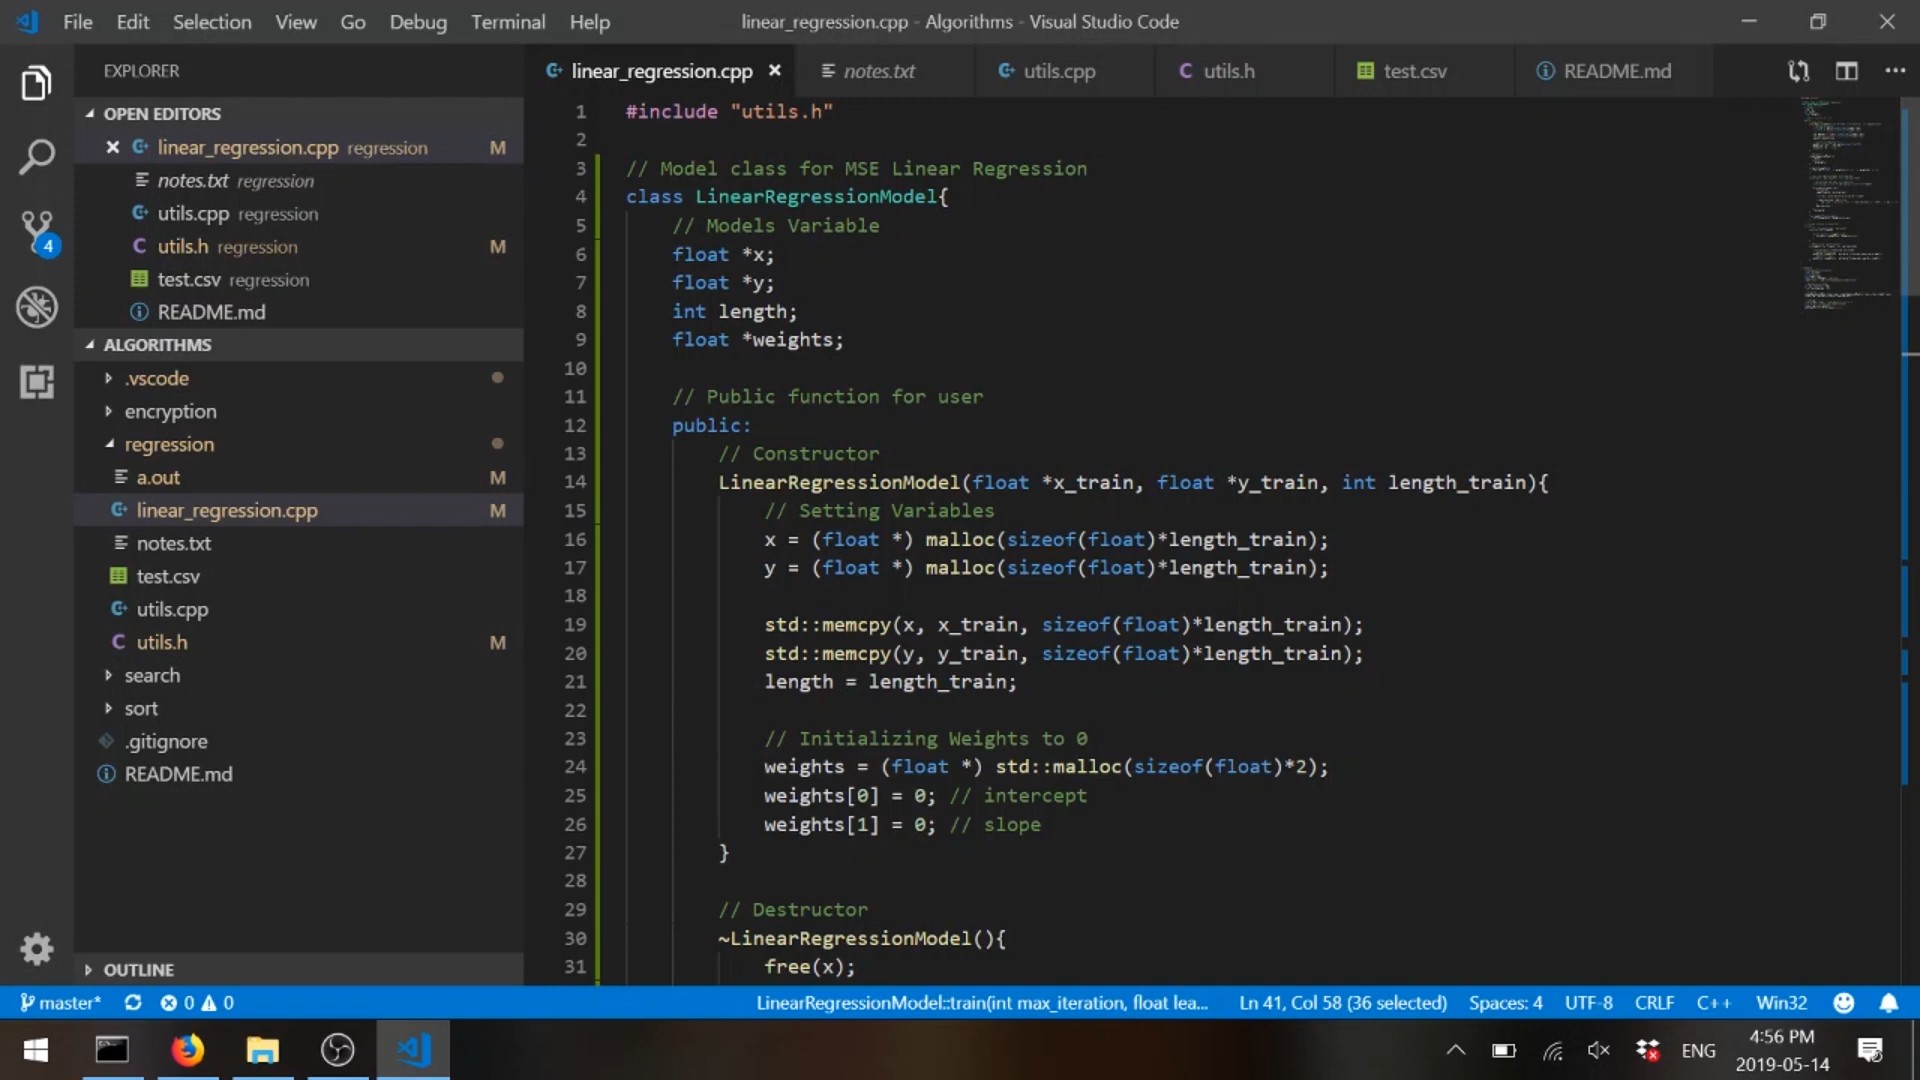 File Edit Selection View Go Debug Terminal Help
linear_regression.cpp - Algorithms - Visual Studio Code
EXPLORER
OPEN EDITORS
linear_regression.cpp regression M
notes.txt regression
utils.cpp regression
utils.h regression M
test.csv regression
README.md
ALGORITHMS
.vscode
encryption
regression
a.out M
linear_regression.cpp M
notes.txt
test.csv
utils.cpp
utils.h M
search
sort
.gitignore
README.md
OUTLINE
4
linear_regression.cpp notes.txt utils.cpp utils.h test.csv README.md
1 #include "utils.h"
2
3 // Model class for MSE Linear Regression
4 class LinearRegressionModel{
5 // Models Variable
6 float *x;
7 float *y;
8 int length;
9 float *weights;
10
11 // Public function for user
12 public:
13 // Constructor
14 LinearRegressionModel(float *x_train, float *y_train, int length_train){
15 // Setting Variables
16 x = (float *) malloc(sizeof(float)*length_train);
17 y = (float *) malloc(sizeof(float)*length_train);
18
19 std::memcpy(x, x_train, sizeof(float)*length_train);
20 std::memcpy(y, y_train, sizeof(float)*length_train);
21 length = length_train;
22
23 // Initializing Weights to 0
24 weights = (float *) std::malloc(sizeof(float)*2);
25 weights[0] = 0; // intercept
26 weights[1] = 0; // slope
27 }
28
29 // Destructor
30 ~LinearRegressionModel(){
31 free(x);
master* 0 0 LinearRegressionModel::train(int max_iteration, float lea... Ln 41, Col 58 (36 selected) Spaces: 4 UTF-8 CRLF C++ Win32
ENG
4:56 PM
2019-05-14